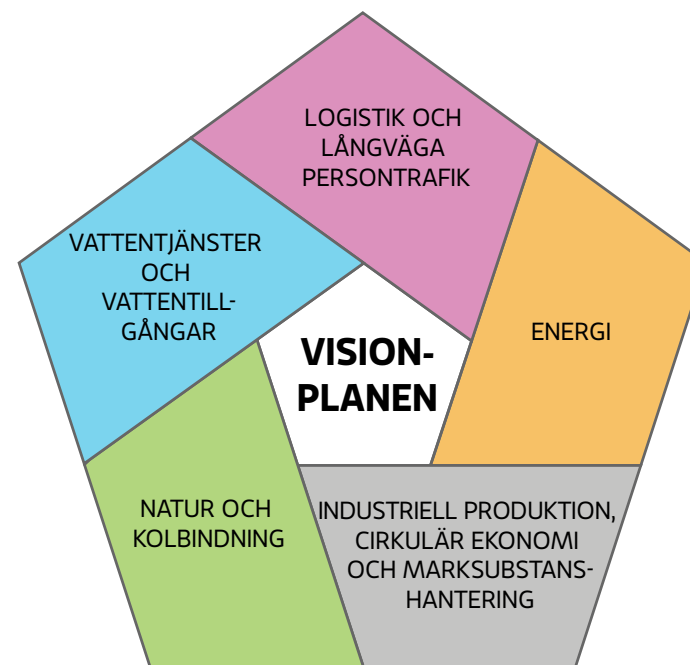 LOGISTIK OCH
LÅNGVÄGA
PERSONTRAFIK
VATTENTJÄNSTER
OCH
VATTENTILL-
GÅNGAR
ENERGI
VISION-
PLANEN
NATUR OCH
KOLBINDNING
INDUSTRIELL PRODUKTION,
CIRKULÄR EKONOMI
OCH MARKSUBSTANS-
HANTERING